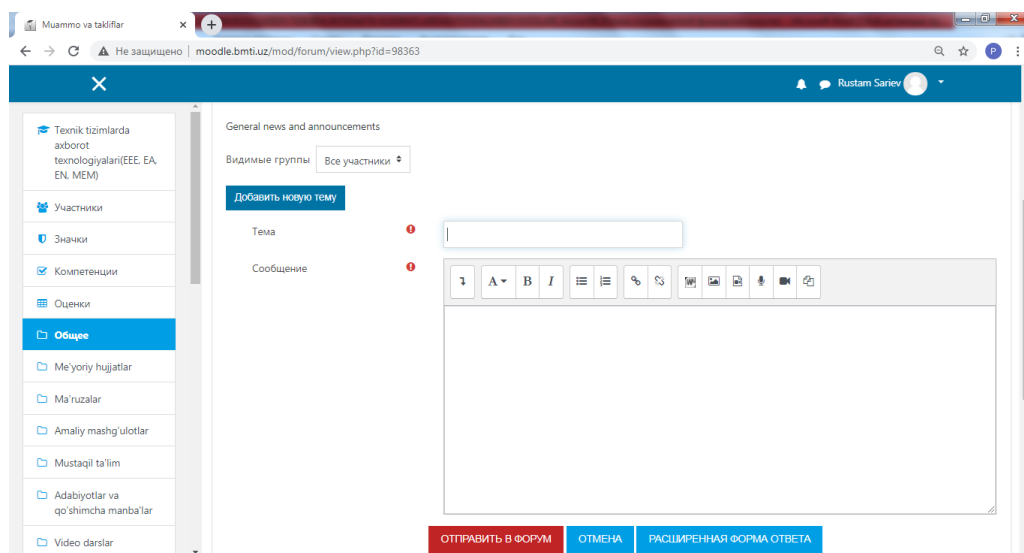 Muammo va takliflar
Не защищено | moodle.bmti.uz/mod/forum/view.php?id=98363
P
Rustam Sariev
Texnik tizimlarda
axborot
texnologiyalari(EEE, EA,
EN, MEM)
Участники
Значки
Компетенции
Оценки
Общее
Me'yoriy hujjatlar
Ma'ruzalar
Amaliy mashg'ulotlar
Mustaqil ta'lim
Adabiyotlar va
qo'shimcha manba'lar
Video darslar
General news and announcements
Видимые группы Все участники
Добавить новую тему
Тема
Сообщение
A B I
ОТПРАВИТЬ В ФОРУМ ОТМЕНА РАСШИРЕННАЯ ФОРМА ОТВЕТА